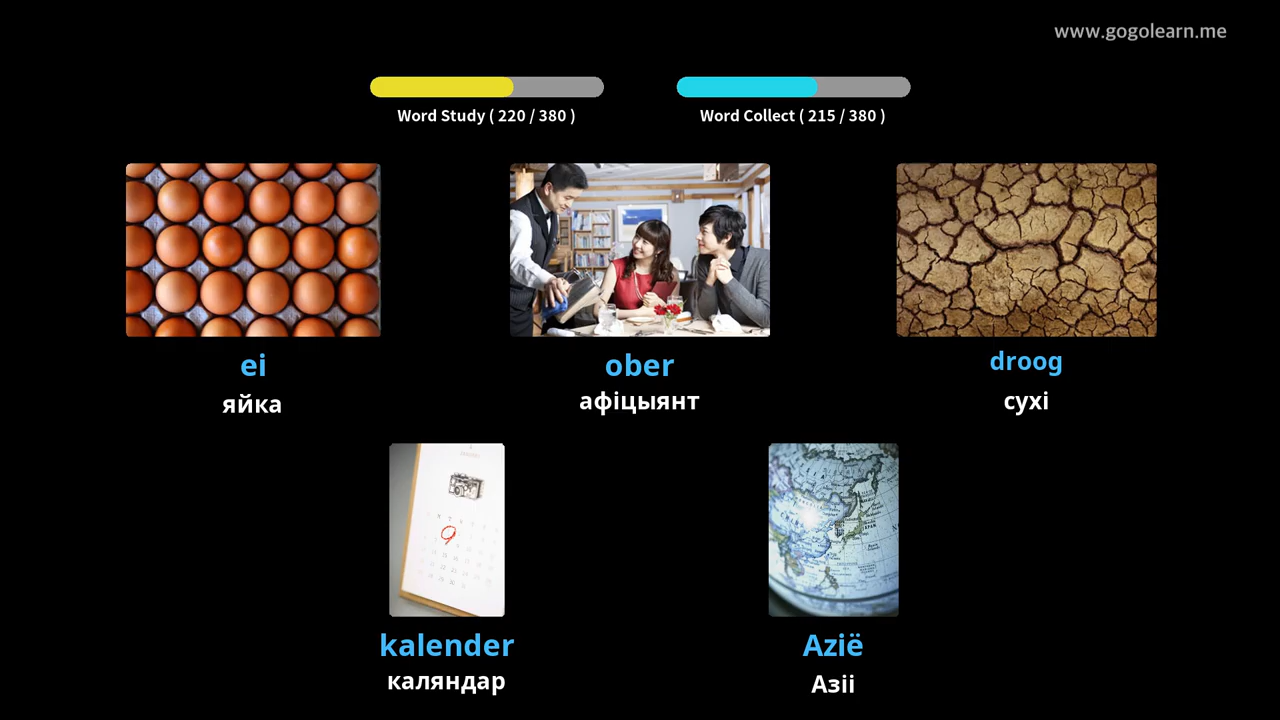 www.gogolearn.me
Word Study ( 220 / 380 )
Word Collect ( 215 / 380 )
ei
яйка
ober
афіцыянт
droog
сухі
kalender
каляндар
Azië
Азіі